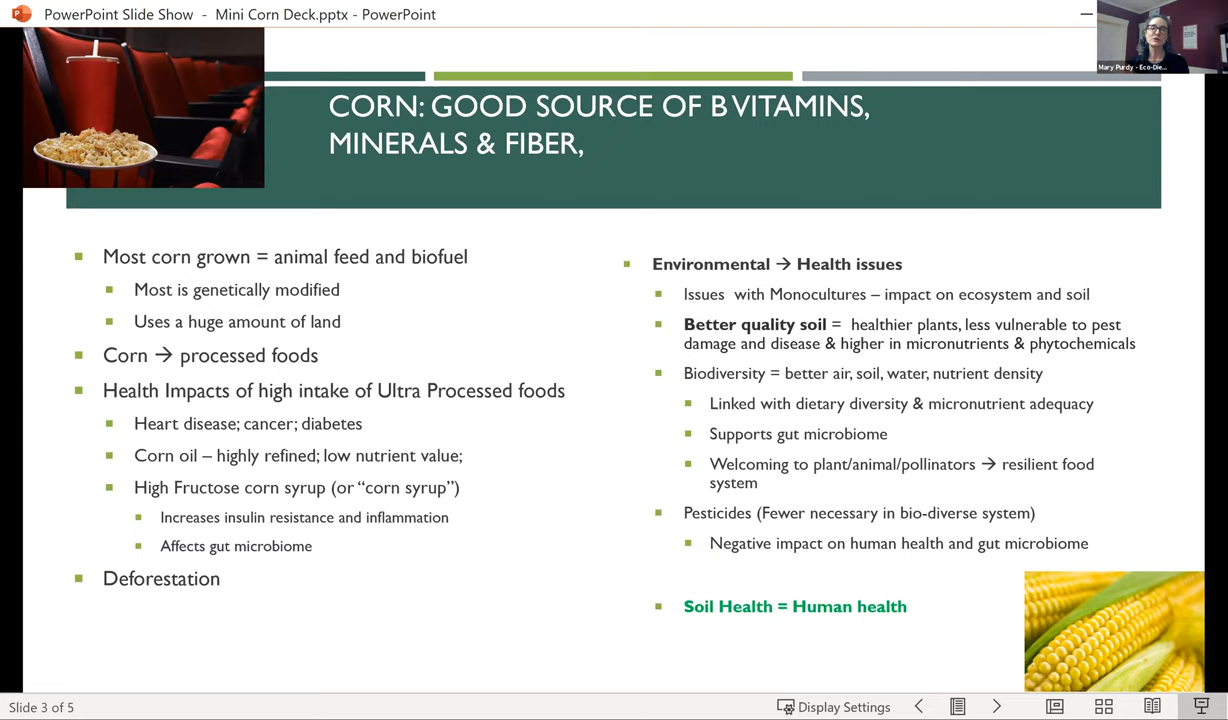 PowerPoint Slide Show - Mini Corn Deck.pptx - PowerPoint
Mary Purdy - Eco-Die...
CORN: GOOD SOURCE OF B VITAMINS,
MINERALS & FIBER,
Most corn grown = animal feed and biofuel
Most is genetically modified
Uses a huge amount of land
Corn → processed foods
Health Impacts of high intake of Ultra Processed foods
Heart disease; cancer; diabetes
Corn oil – highly refined; low nutrient value;
High Fructose corn syrup (or “corn syrup”)
Increases insulin resistance and inflammation
Affects gut microbiome
Deforestation
Environmental → Health issues
Issues with Monocultures – impact on ecosystem and soil
Better quality soil = healthier plants, less vulnerable to pest
damage and disease & higher in micronutrients & phytochemicals
Biodiversity = better air, soil, water, nutrient density
Linked with dietary diversity & micronutrient adequacy
Supports gut microbiome
Welcoming to plant/animal/pollinators → resilient food
system
Pesticides (Fewer necessary in bio-diverse system)
Negative impact on human health and gut microbiome
Soil Health = Human health
Slide 3 of 5
Display Settings